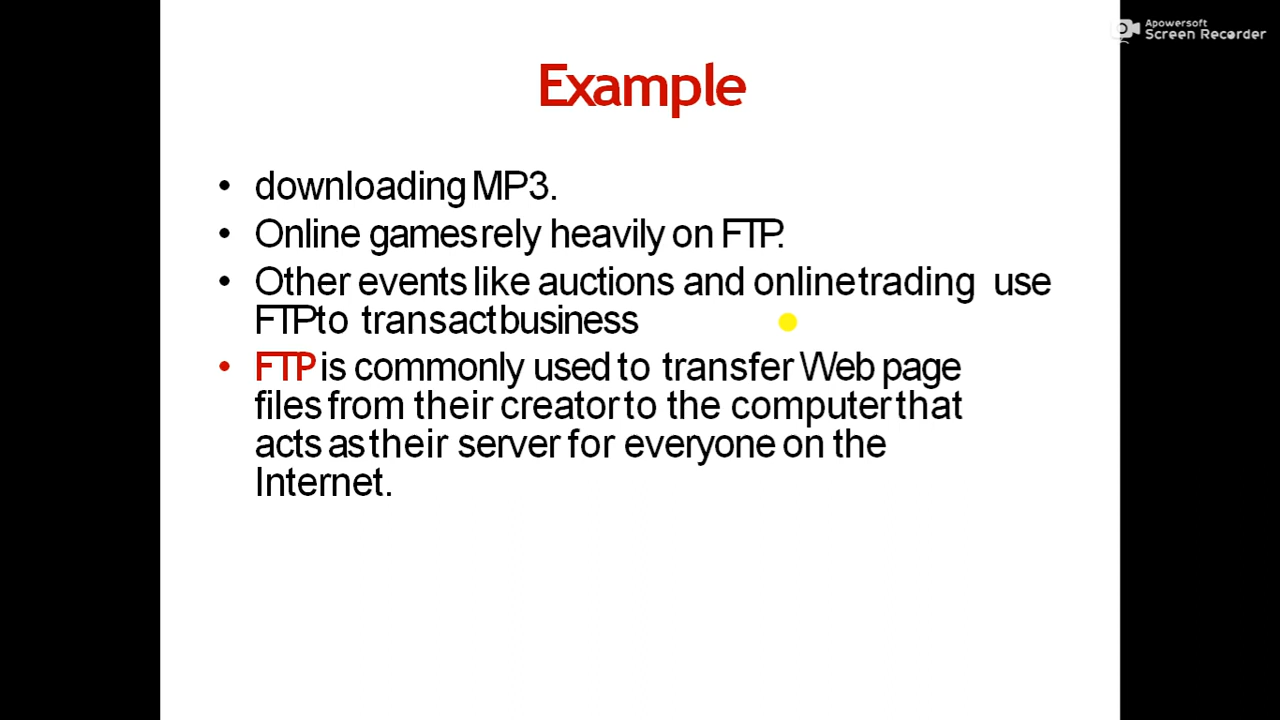 Apowersoft
Screen Recorder
Example
• downloading MP3.
• Online games rely heavily on FTP.
• Other events like auctions and online trading use
FTP to transact business
• FTP is commonly used to transfer Web page
files from their creator to the computer that
acts as their server for everyone on the
Internet.